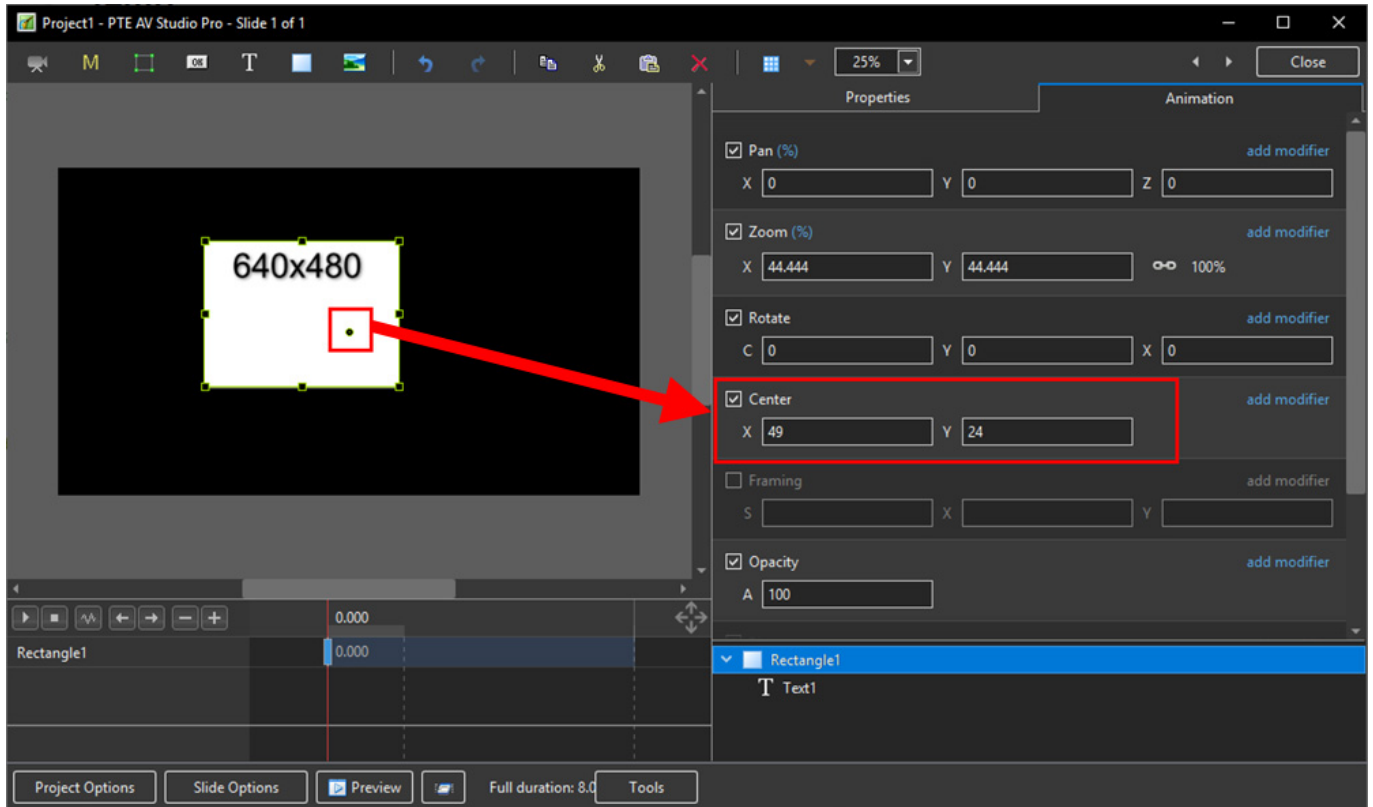 Project1 - PTE AV Studio Pro - Slide 1 of 1
M OK T 25% Close
Properties Animation
Pan (%) add modifier
X 0 Y 0 Z 0
Zoom (%) add modifier
X 44.444 Y 44.444 100%
640x480
Rotate add modifier
C 0 Y 0 X 0
Center add modifier
X 49 Y 24
Framing add modifier
S X Y
Opacity add modifier
A 100
0.000
Rectangle1 0.000
Rectangle1
T Text1
Project Options Slide Options Preview Full duration: 8.0 Tools